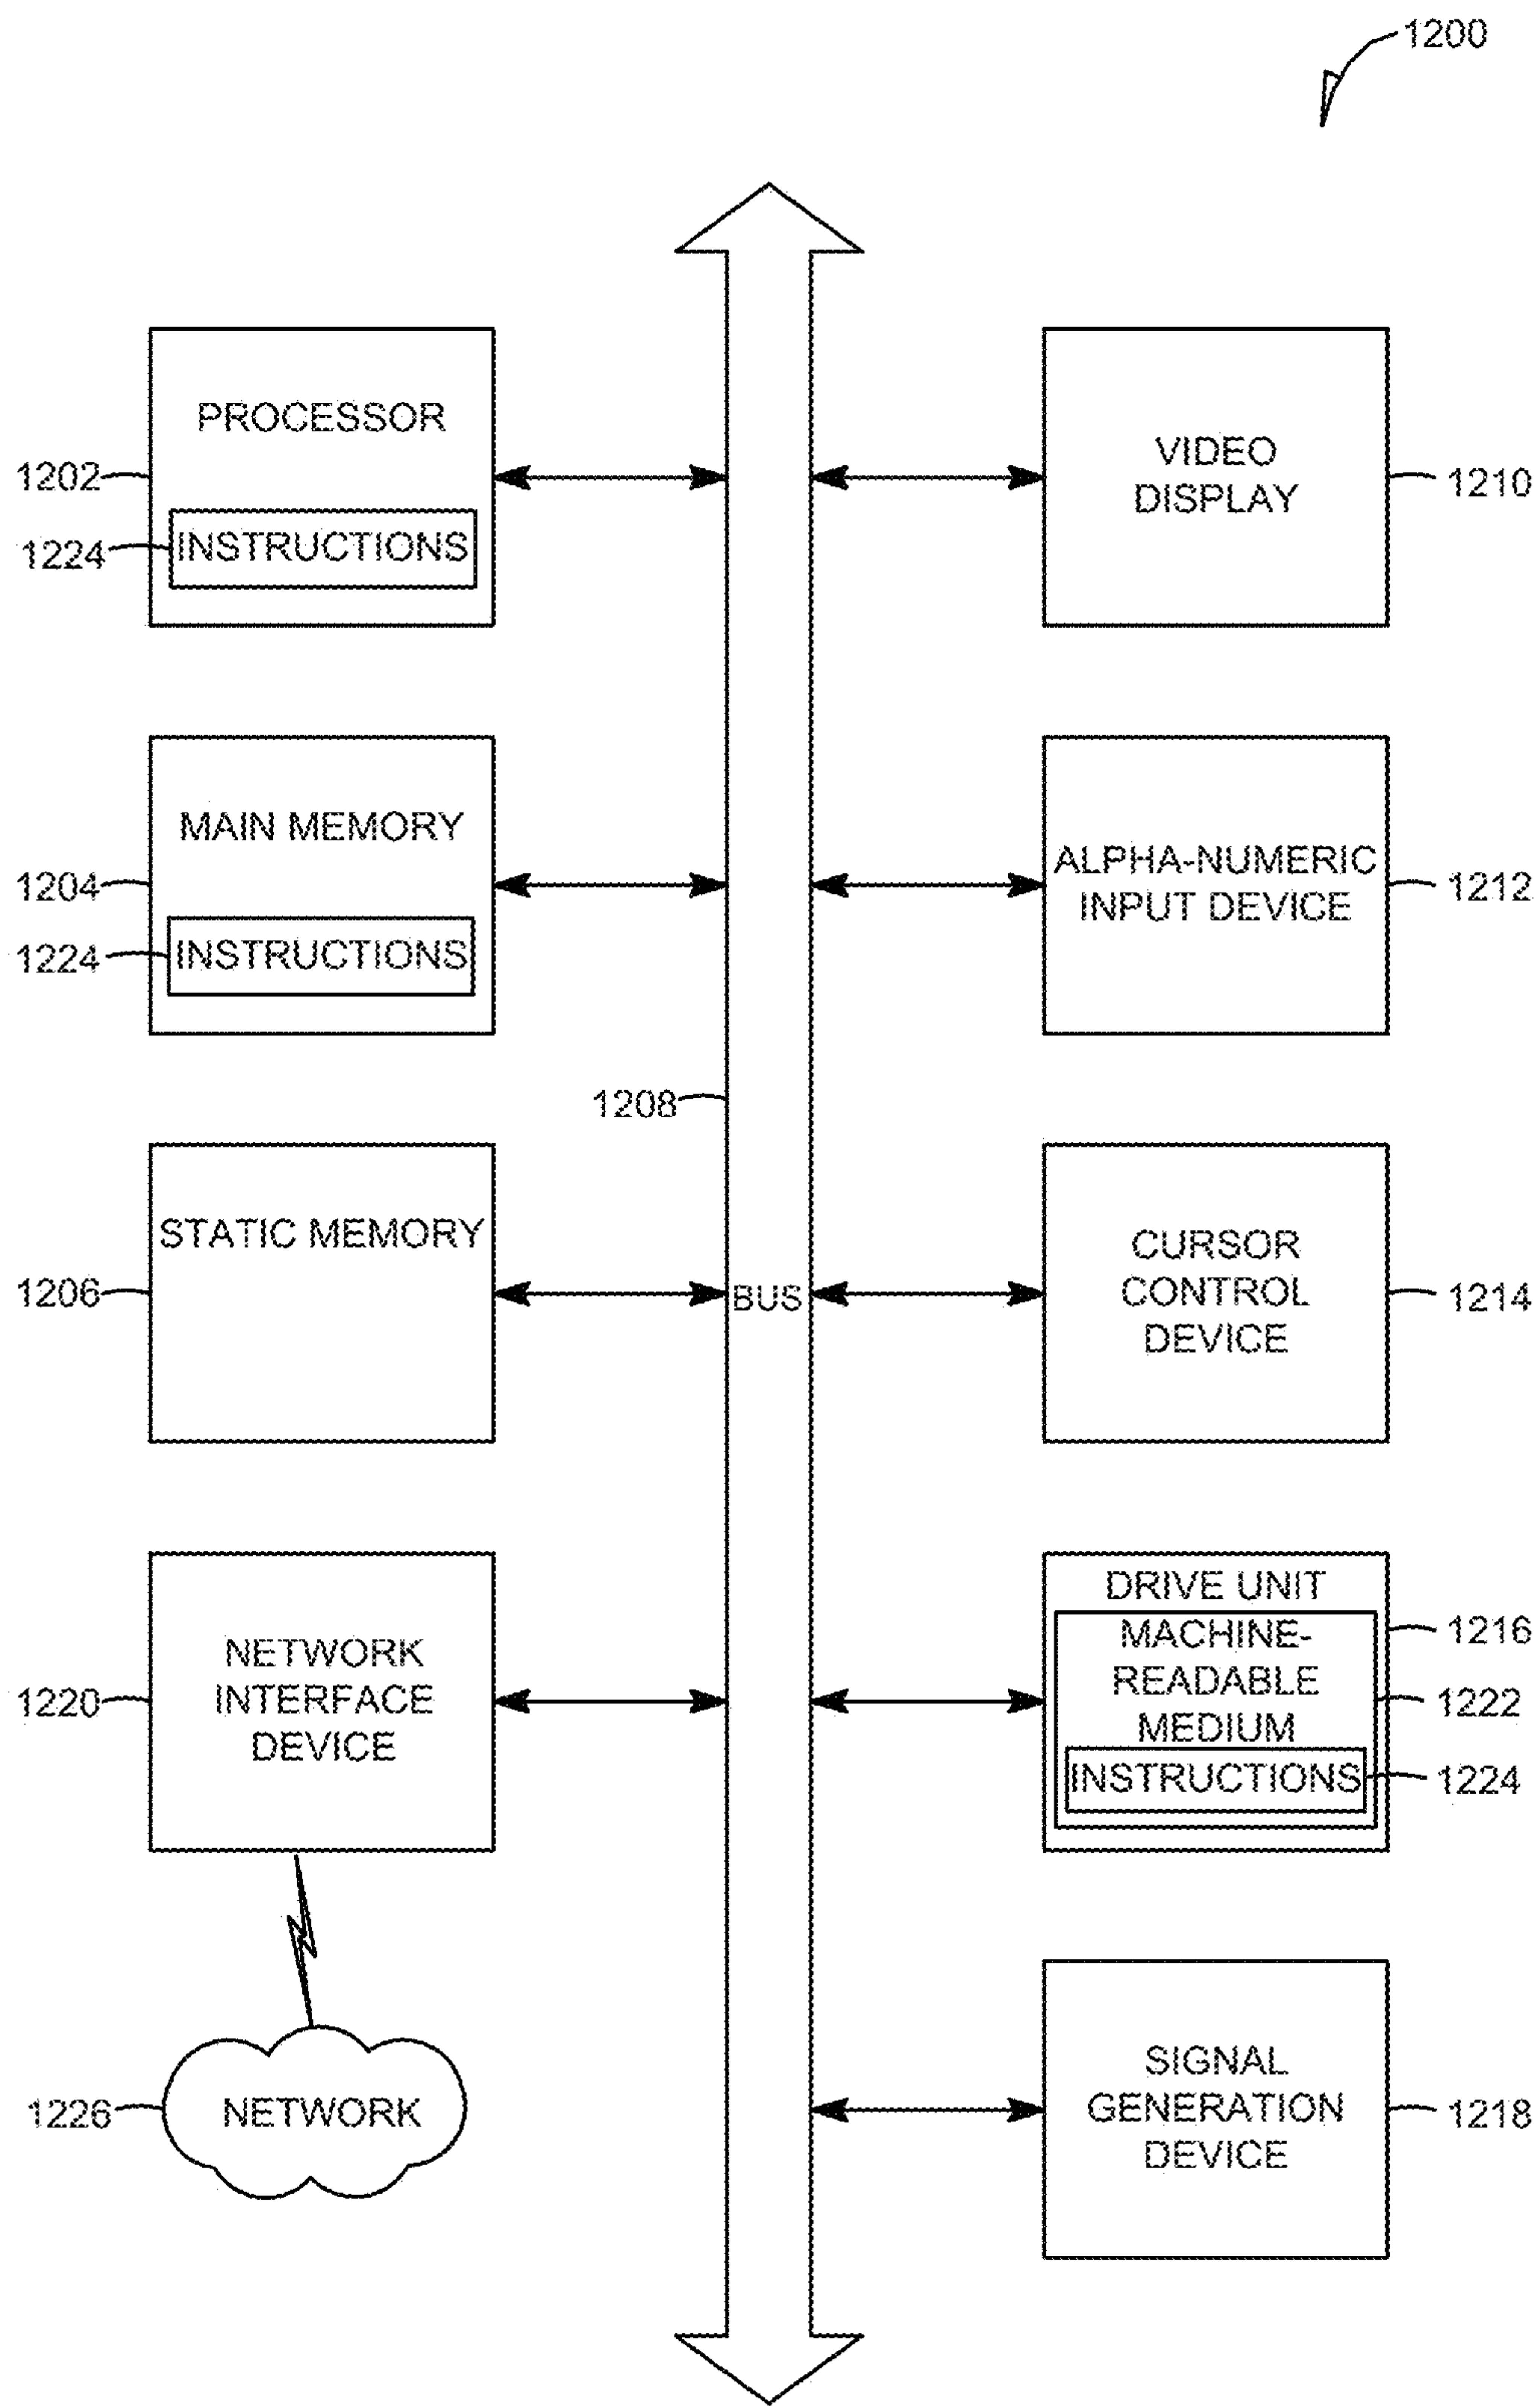 1200
PROCESSOR
1202
1224
INSTRUCTIONS
VIDEO
DISPLAY
1210
MAIN MEMORY
1204
1224
INSTRUCTIONS
ALPHA-NUMERIC
INPUT DEVICE
1212
1208
STATIC MEMORY
1206
BUS
CURSOR
CONTROL
DEVICE
1214
NETWORK
INTERFACE
DEVICE
1220
DRIVE UNIT
1216
MACHINE-
READABLE
MEDIUM
1222
INSTRUCTIONS
1224
1226
NETWORK
SIGNAL
GENERATION
DEVICE
1218